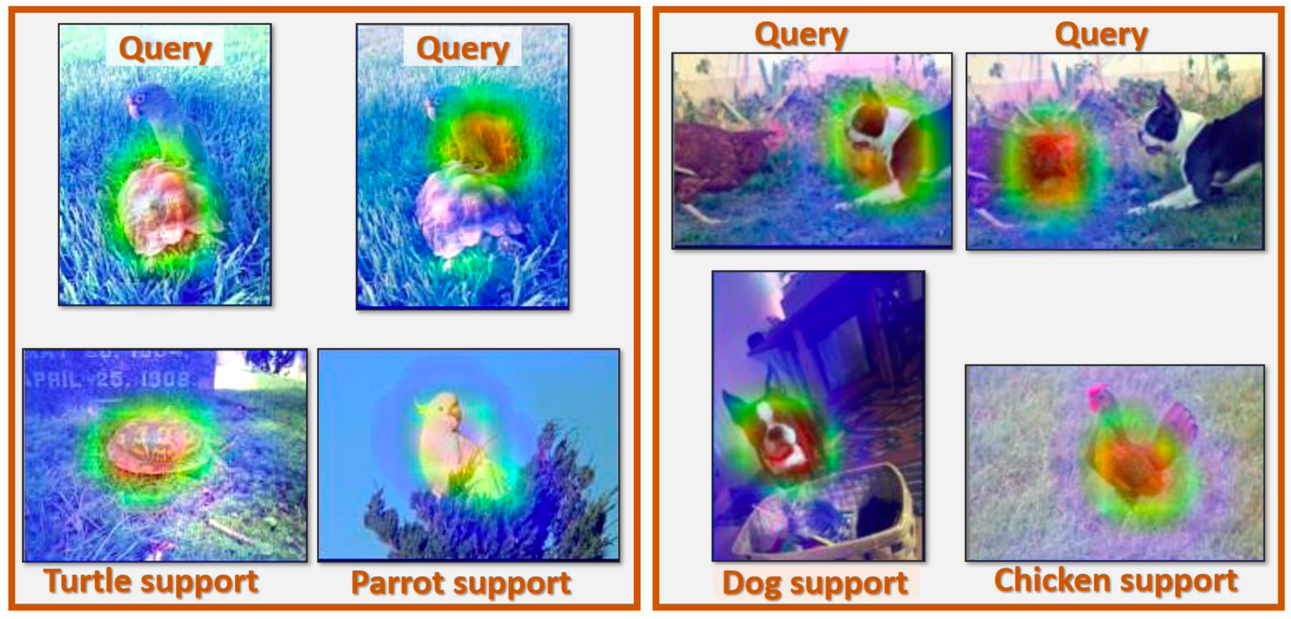 Query
Query
Query
Query
APRIL 25, 1908.
Turtle support
Parrot support
Dog support
Chicken support